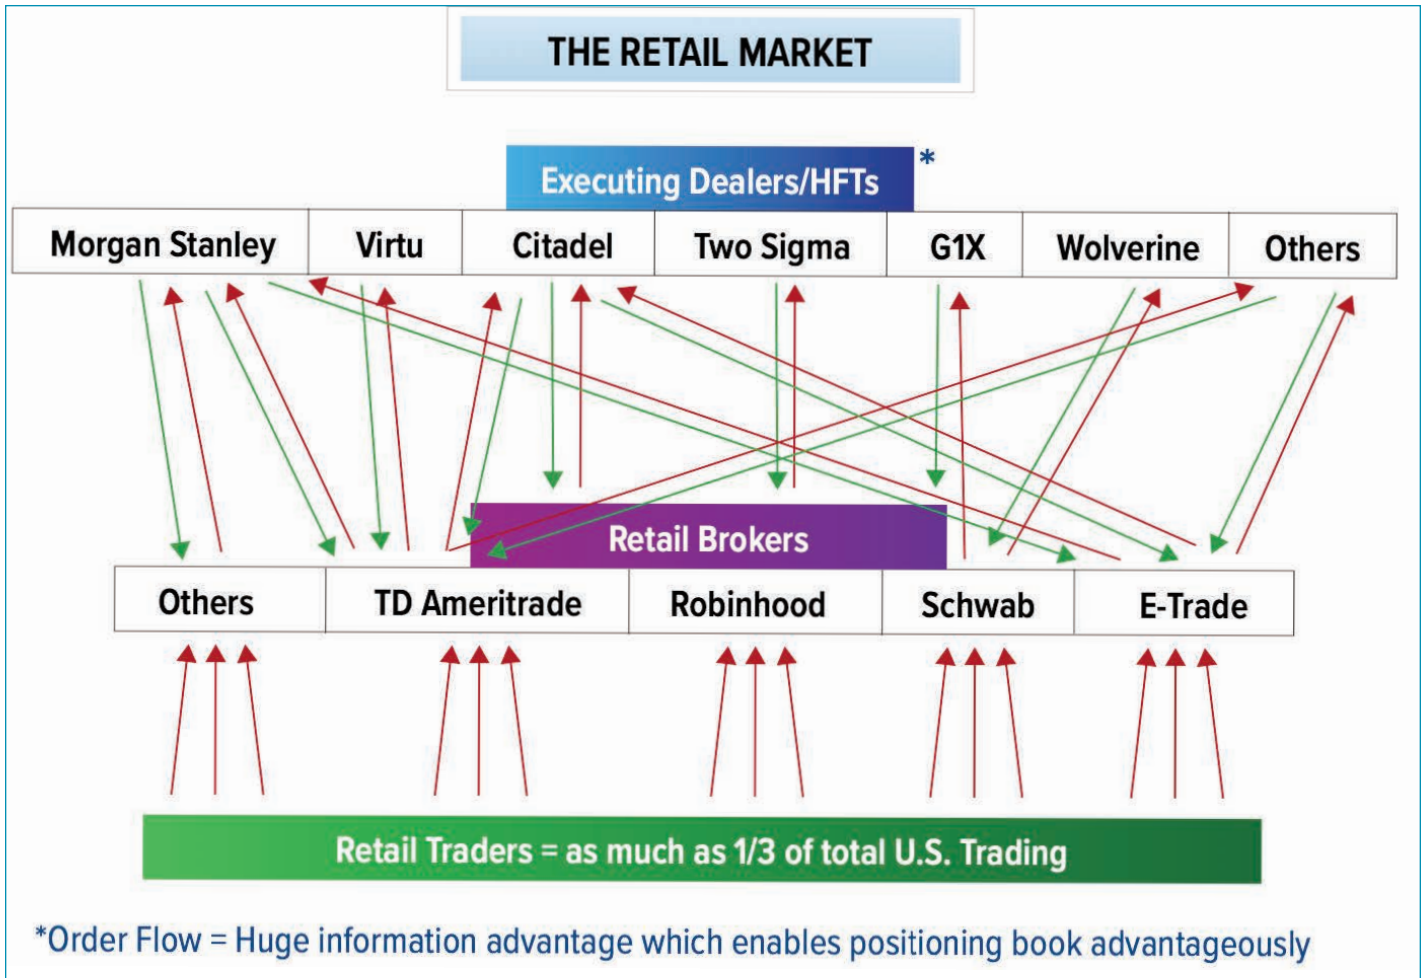 THE RETAIL MARKET
Executing Dealers/HFTs *
Morgan Stanley Virtu Citadel Two Sigma G1X Wolverine Others
Retail Brokers
Others TD Ameritrade Robinhood Schwab E-Trade
Retail Traders = as much as 1/3 of total U.S. Trading
*Order Flow = Huge information advantage which enables positioning book advantageously